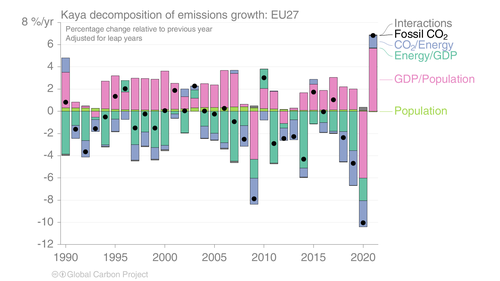 Kaya decomposition of emissions growth: EU27
8 %/yr
Percentage change relative to previous year
Adjusted for leap years
6
4
2
0
-2
-4
-6
-8
-10
-12
1990
1995
2000
2005
2010
2015
2020
Interactions
Fossil CO₂
CO₂/Energy
Energy/GDP
GDP/Population
Population
Global Carbon Project